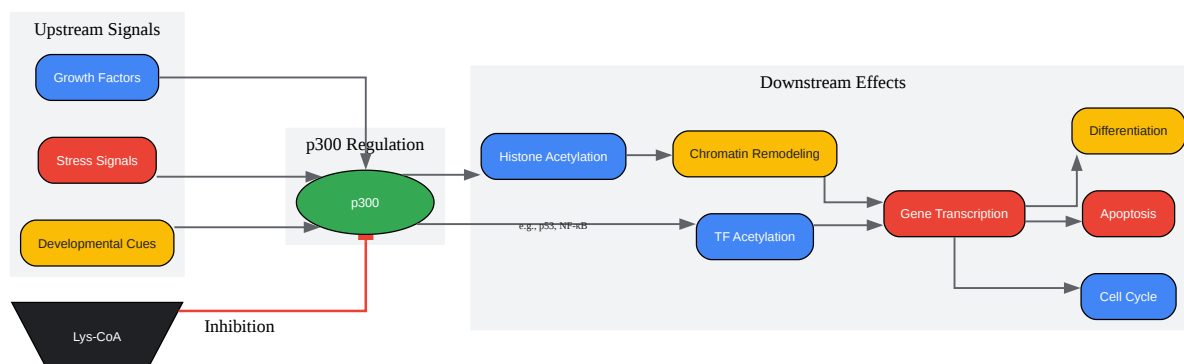 Upstream Signals
Growth Factors
Stress Signals
Developmental Cues
Lys-CoA
Inhibition
p300 Regulation
p300
Downstream Effects
Histone Acetylation
Chromatin Remodeling
e.g., p53, NF-κB
TF Acetylation
Gene Transcription
Differentiation
Apoptosis
Cell Cycle